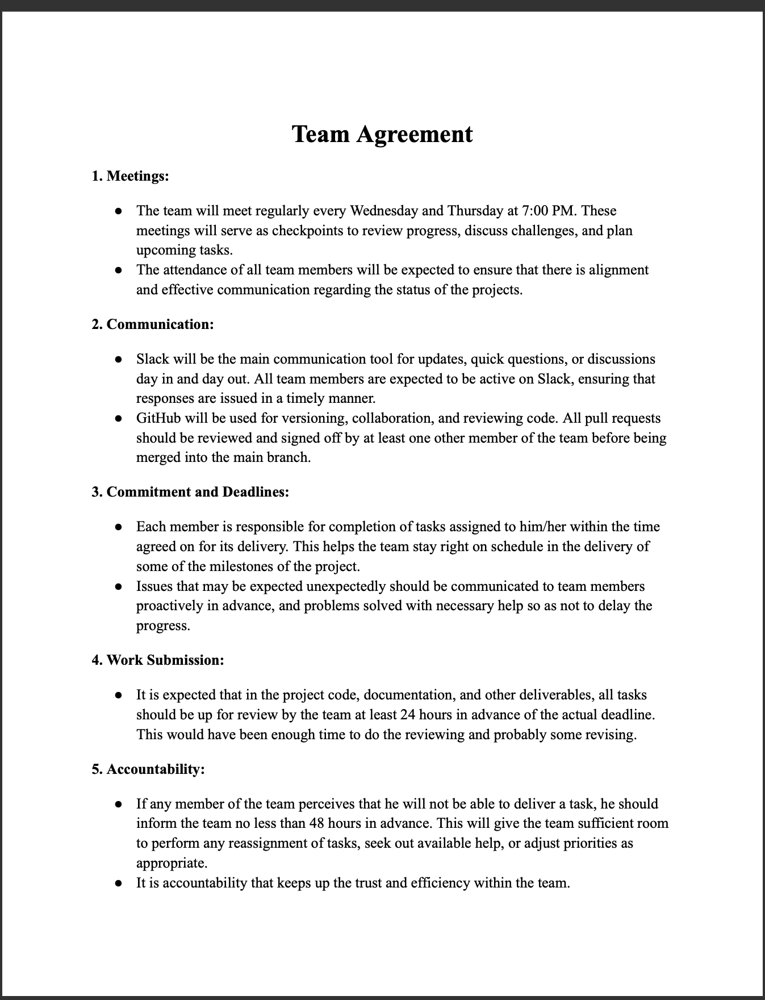 Team Agreement
1. Meetings:
● The team will meet regularly every Wednesday and Thursday at 7:00 PM. These
meetings will serve as checkpoints to review progress, discuss challenges, and plan
upcoming tasks.
● The attendance of all team members will be expected to ensure that there is alignment
and effective communication regarding the status of the projects.
2. Communication:
● Slack will be the main communication tool for updates, quick questions, or discussions
day in and day out. All team members are expected to be active on Slack, ensuring that
responses are issued in a timely manner.
● GitHub will be used for versioning, collaboration, and reviewing code. All pull requests
should be reviewed and signed off by at least one other member of the team before being
merged into the main branch.
3. Commitment and Deadlines:
● Each member is responsible for completion of tasks assigned to him/her within the time
agreed on for its delivery. This helps the team stay right on schedule in the delivery of
some of the milestones of the project.
● Issues that may be expected unexpectedly should be communicated to team members
proactively in advance, and problems solved with necessary help so as not to delay the
progress.
4. Work Submission:
● It is expected that in the project code, documentation, and other deliverables, all tasks
should be up for review by the team at least 24 hours in advance of the actual deadline.
This would have been enough time to do the reviewing and probably some revising.
5. Accountability:
● If any member of the team perceives that he will not be able to deliver a task, he should
inform the team no less than 48 hours in advance. This will give the team sufficient room
to perform any reassignment of tasks, seek out available help, or adjust priorities as
appropriate.
● It is accountability that keeps up the trust and efficiency within the team.